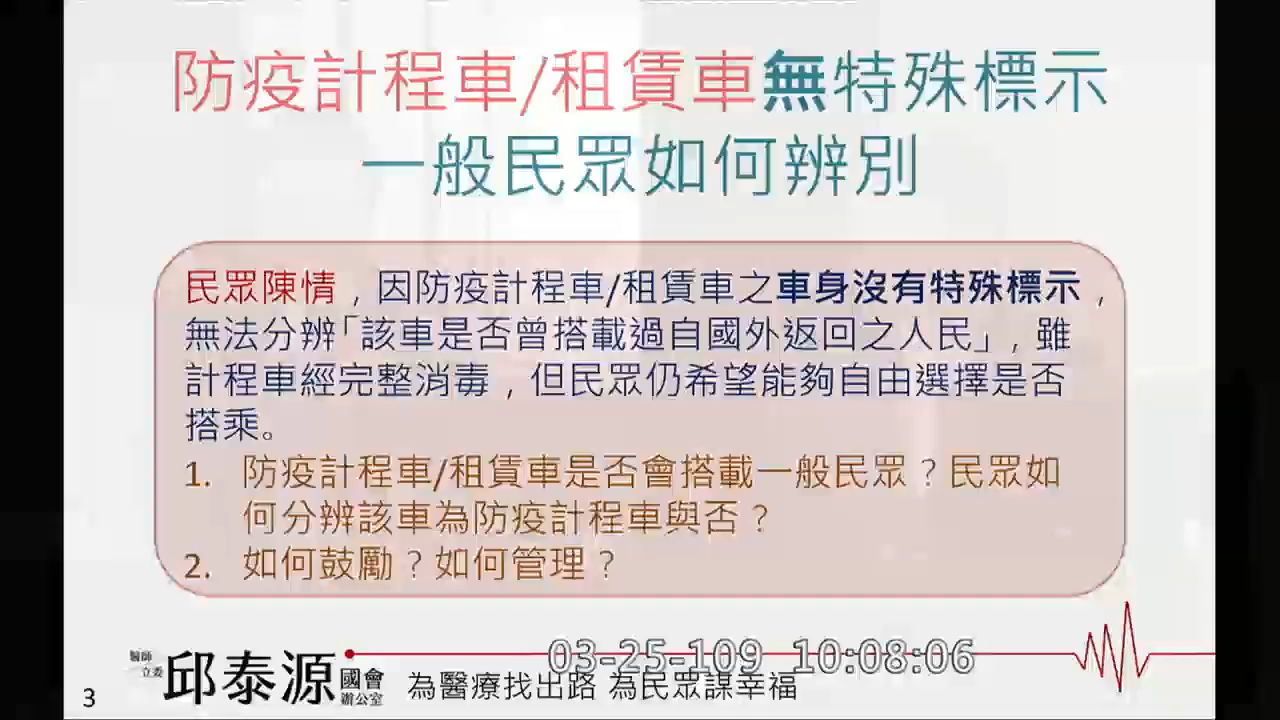 防疫計程車/租賃車無特殊標示
一般民眾如何辨別
民眾陳情，因防疫計程車/租賃車之車身沒有特殊標示，
無法分辨「該車是否曾搭載過自國外返回之人民」，雖
計程車經完整消毒，但民眾仍希望能夠自由選擇是否
搭乘。
1. 防疫計程車/租賃車是否會搭載一般民眾？民眾如
何分辨該車為防疫計程車與否？
2. 如何鼓勵？如何管理？
03-25-109 10:08:06
醫師
立委
邱泰源
國會
辦公室
為醫療找出路 為民眾謀幸福
3